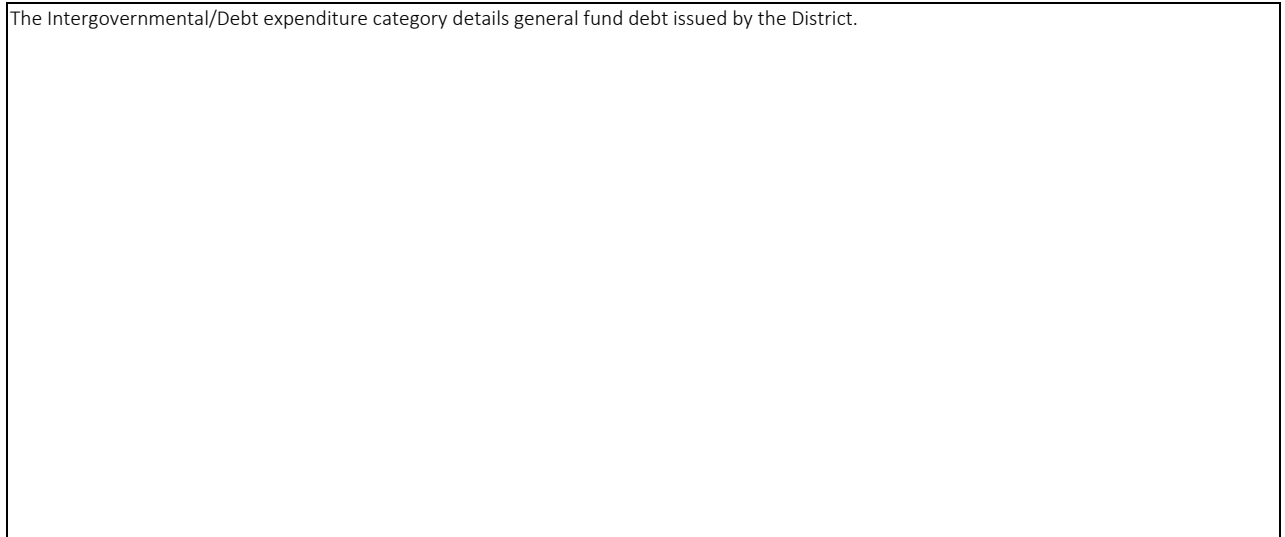 The Intergovernmental/Debt expenditure category details general fund debt issued by the District.